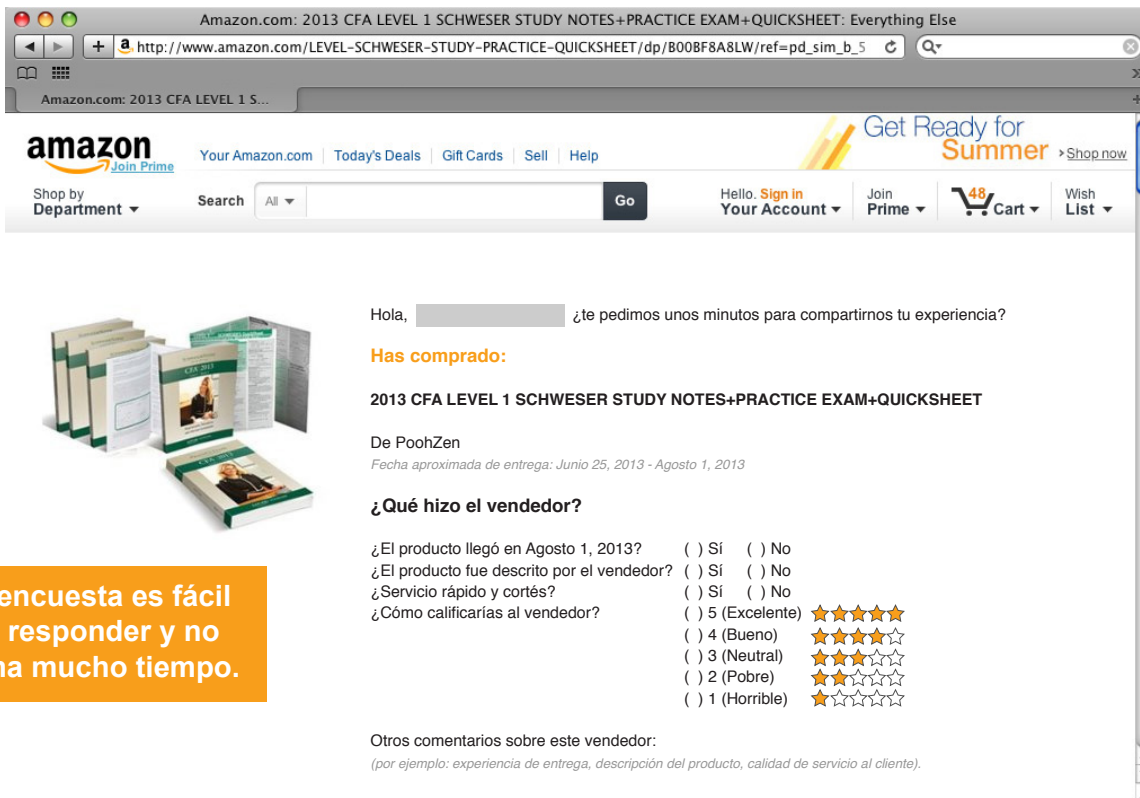 Amazon.com: 2013 CFA LEVEL 1 SCHWESER STUDY NOTES+PRACTICE EXAM+QUICKSHEET: Everything Else
http://www.amazon.com/LEVEL-SCHWESER-STUDY-PRACTICE-QUICKSHEET/dp/B00BF8A8LW/ref=pd_sim_b_5
Amazon.com: 2013 CFA LEVEL 1 S...
amazon
Join Prime
Your Amazon.com | Today's Deals | Gift Cards | Sell | Help
Get Ready for
Summer
>Shop now
Shop by
Department
Search All Go
Hello. Sign in
Your Account
Join
Prime
48
Cart
Wish
List
Hola, ¿te pedimos unos minutos para compartirnos tu experiencia?
Has comprado:
2013 CFA LEVEL 1 SCHWESER STUDY NOTES+PRACTICE EXAM+QUICKSHEET
De PoohZen
Fecha aproximada de entrega: Junio 25, 2013 - Agosto 1, 2013
¿Qué hizo el vendedor?
¿El producto llegó en Agosto 1, 2013? ( ) Sí ( ) No
¿El producto fue descrito por el vendedor? ( ) Sí ( ) No
¿Servicio rápido y cortés? ( ) Sí ( ) No
¿Cómo calificarías al vendedor? ( ) 5 (Excelente)
( ) 4 (Bueno)
( ) 3 (Neutral)
( ) 2 (Pobre)
( ) 1 (Horrible)
Otros comentarios sobre este vendedor:
(por ejemplo: experiencia de entrega, descripción del producto, calidad de servicio al cliente).
CFA 2013
encuesta es fácil
responder y no
mucho tiempo.